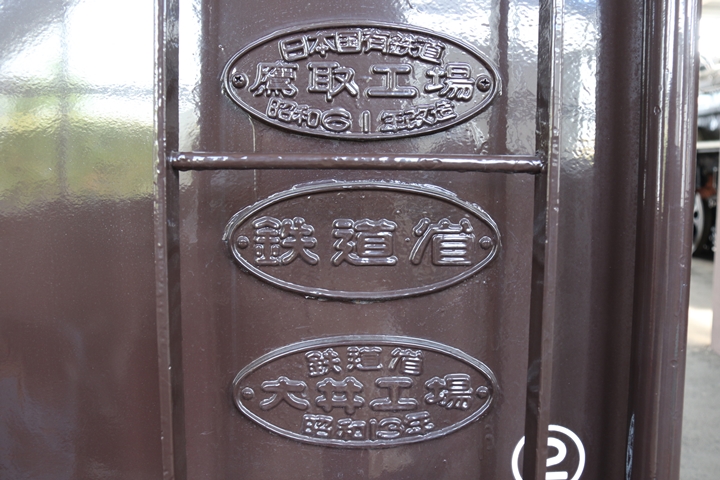 日本国有鉄道
鷹取工場
昭和61年改造
鉄道省
鉄道省
大井工場
昭和13年
2